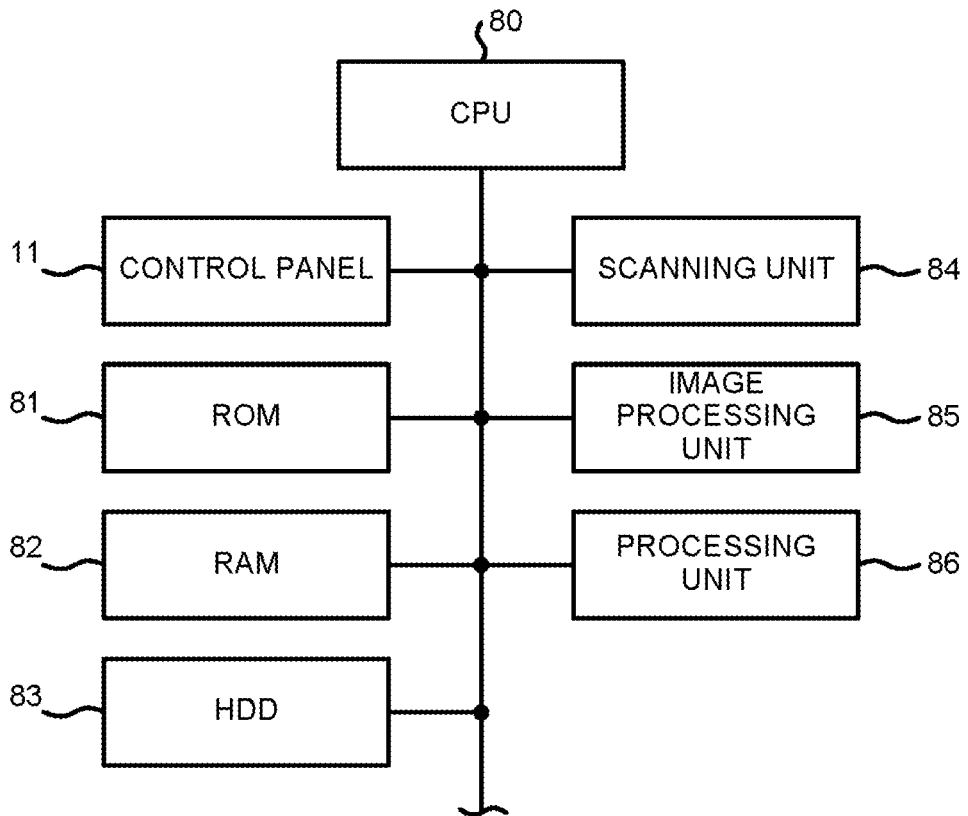 80
CPU
11
CONTROL PANEL
SCANNING UNIT
84
81
ROM
IMAGE
PROCESSING
UNIT
85
82
RAM
PROCESSING
UNIT
86
83
HDD